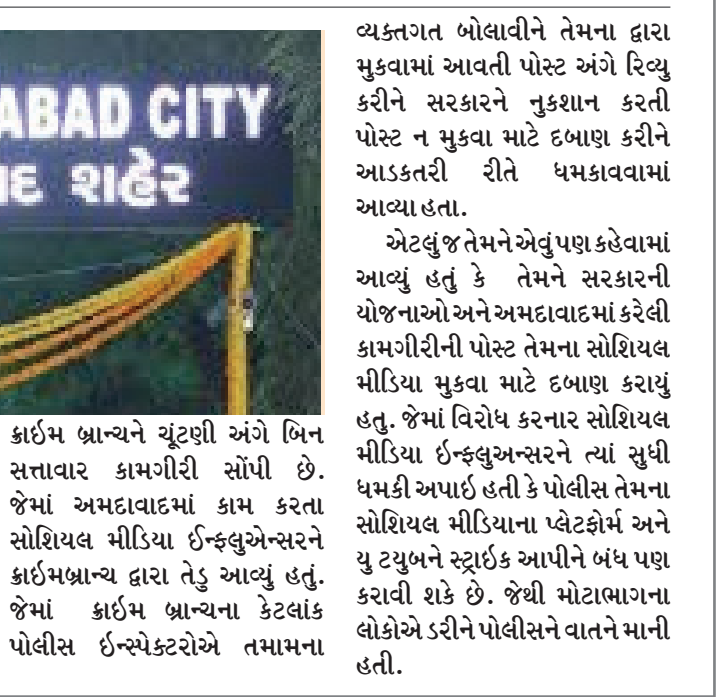 ABAD CITY
શહેર
ક્રાઇમ બ્રાન્ચને ચૂંટણી અંગે બિન
સત્તાવાર કામગીરી સોંપી છે.
જેમાં અમદાવાદમાં કામ કરતા
સોશિયલ મીડિયા ઈન્ફ્લુએન્સરને
ક્રાઇમબ્રાન્ચ દ્વારા તેડુ આવ્યું હતું.
જેમાં ક્રાઇમ બ્રાન્ચના કેટલાંક
પોલીસ ઇન્સ્પેક્ટરોએ તમામના
વ્યક્તગત બોલાવીને તેમના દ્વારા
મુકવામાં આવતી પોસ્ટ અંગે રિવ્યુ
કરીને સરકારને નુકશાન કરતી
પોસ્ટ ન મુકવા માટે દબાણ કરીને
આડકતરી રીતે ધમકાવવામાં
આવ્યા હતા.
એટલું જ તેમને એવું પણ કહેવામાં
આવ્યું હતું કે તેમને સરકારની
યોજનાઓ અને અમદાવાદમાં કરેલી
કામગીરીની પોસ્ટ તેમના સોશિયલ
મીડિયા મુકવા માટે દબાણ કરાયું
હતુ. જેમાં વિરોધ કરનાર સોશિયલ
મીડિયા ઇન્ફ્લુઅન્સરને ત્યાં સુધી
ધમકી અપાઇ હતી કે પોલીસ તેમના
સોશિયલ મીડિયાના પ્લેટફોર્મ અને
યુ ટયુબને સ્ટ્રાઇક આપીને બંધ પણ
કરાવી શકે છે. જેથી મોટાભાગના
લોકોએ ડરીને પોલીસને વાતને માની
હતી.